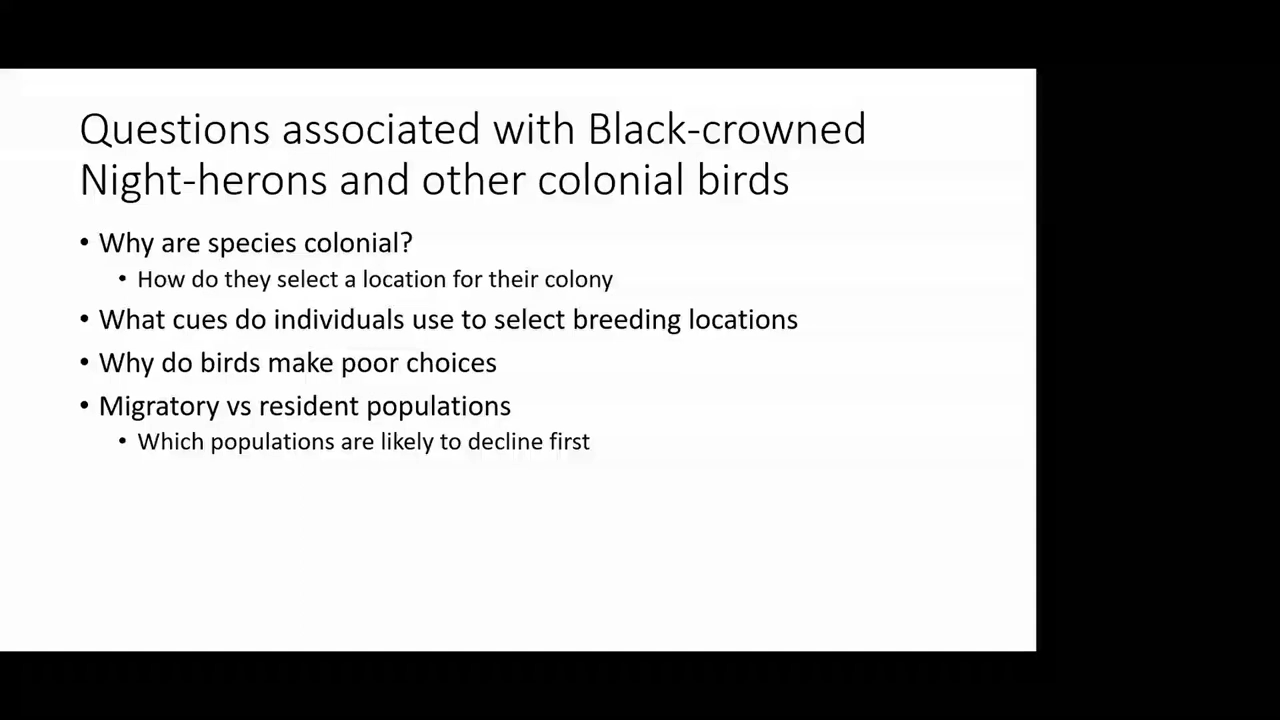 Questions associated with Black-crowned
Night-herons and other colonial birds
• Why are species colonial?
• How do they select a location for their colony
• What cues do individuals use to select breeding locations
• Why do birds make poor choices
• Migratory vs resident populations
• Which populations are likely to decline first